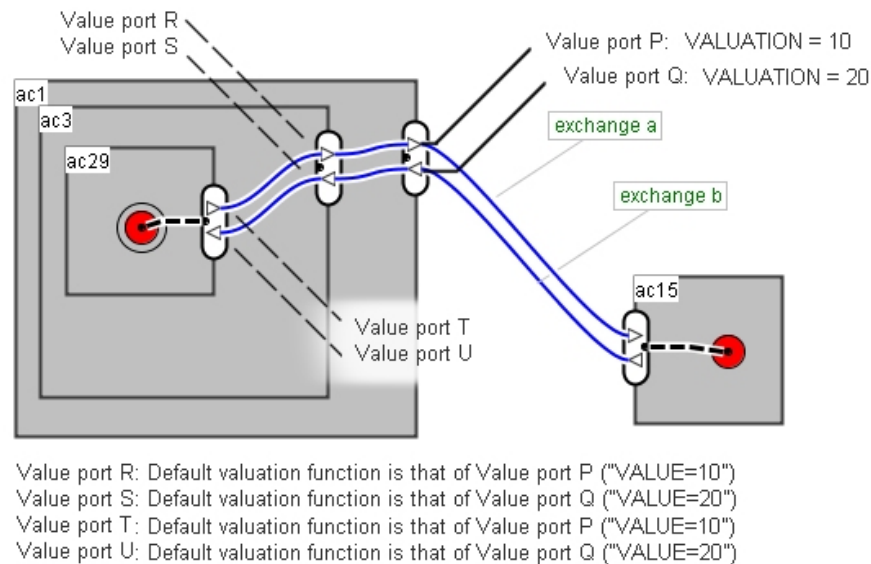 Value port R
Value port S
Value port P: VALUATION = 10
Value port Q: VALUATION = 20
ac1
ac3
exchange a
ac29
exchange b
ac15
Value port T
Value port U
Value port R: Default valuation function is that of Value port P ("VALUE=10")
Value port S: Default valuation function is that of Value port Q ("VALUE=20")
Value port T: Default valuation function is that of Value port P ("VALUE=10")
Value port U: Default valuation function is that of Value port Q ("VALUE=20")